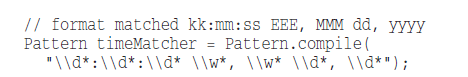 // format matched kk:mm:ss EEE, MMM dd, yyyy
Pattern timeMatcher = Pattern.compile(
"\\d*:\\d*:\\d* \\w*, \\w* \\d*, \\d*");